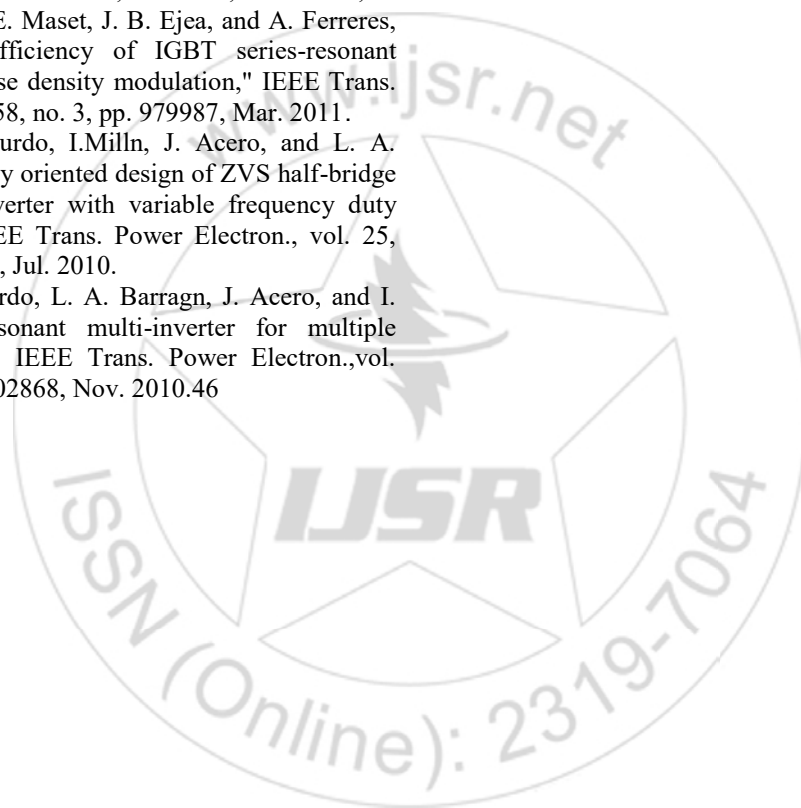 E. Maset, J. B. Ejea, and A. Ferreres,
fficiency of IGBT series-resonant
se density modulation," IEEE Trans.
58, no. 3, pp. 979987, Mar. 2011.
urdo, I.Milln, J. Acero, and L. A.
y oriented design of ZVS half-bridge
verter with variable frequency duty
EE Trans. Power Electron., vol. 25,
, Jul. 2010.
rdo, L. A. Barragn, J. Acero, and I.
sonant multi-inverter for multiple
IEEE Trans. Power Electron.,vol.
02868, Nov. 2010.46
www.ijsr.net
IJSR
ISSN (Online): 2319-7064